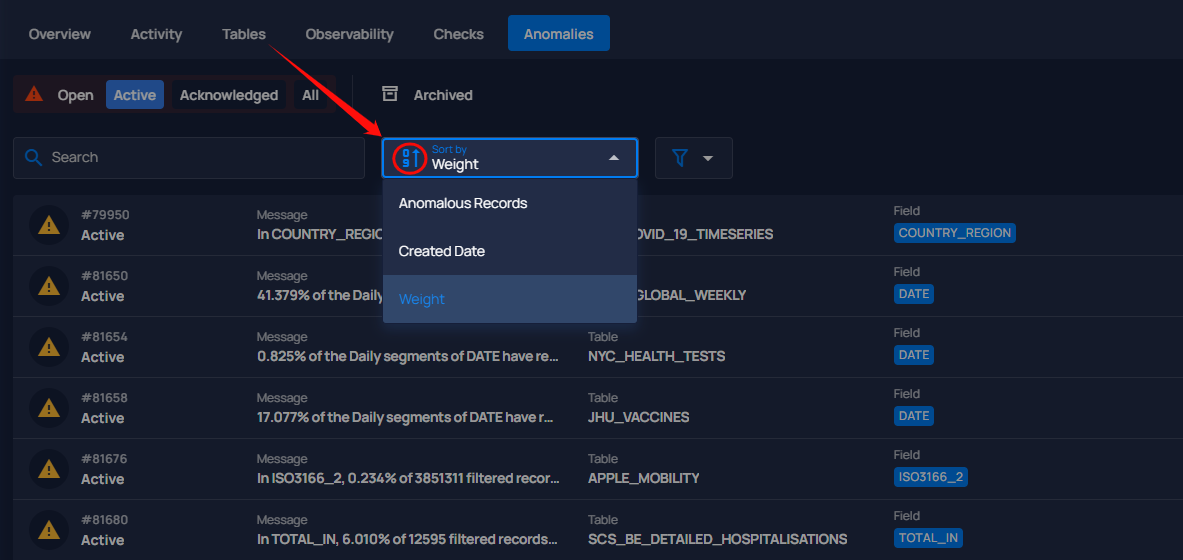 Overview Activity Tables Observability Checks Anomalies
Open Active Acknowledged All Archived
Search
Sort by
Weight
Anomalous Records
Created Date
Weight
#79950 Message Field
Active In COUNTRY_REGIO OVID_19_TIMESERIES COUNTRY_REGION
#81650 Message Field
Active 41.379% of the Daily GLOBAL_WEEKLY DATE
#81654 Message Table Field
Active 0.825% of the Daily segments of DATE have re... NYC_HEALTH_TESTS DATE
#81658 Message Table Field
Active 17.077% of the Daily segments of DATE have r... JHU_VACCINES DATE
#81676 Message Table Field
Active In ISO3166_2, 0.234% of 3851311 filtered recor... APPLE_MOBILITY ISO3166_2
#81680 Message Table Field
Active In TOTAL_IN, 6.010% of 12595 filtered records... SCS_BE_DETAILED_HOSPITALISATIONS TOTAL_IN